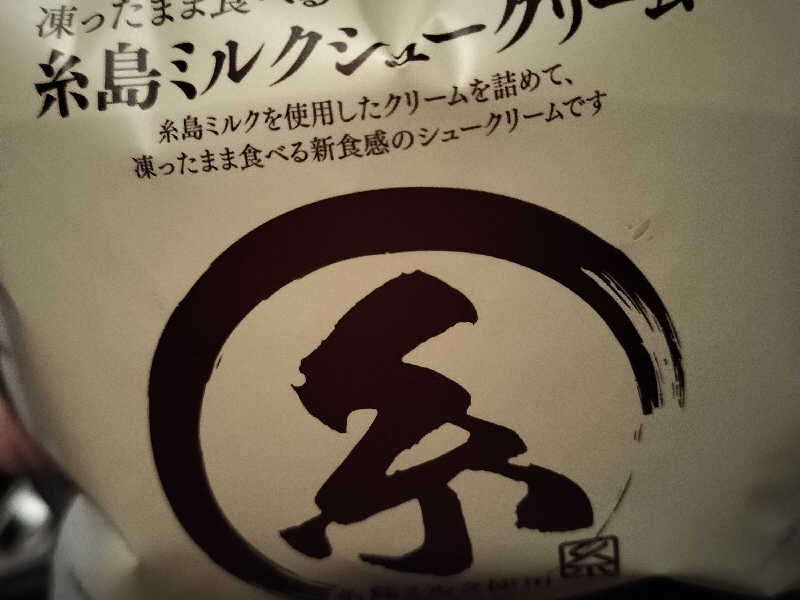 凍ったまま食べる
糸島ミルクシュークリーム
糸島ミルクを使用したクリームを詰めて、
凍ったまま食べる新食感のシュークリームです
糸
糸